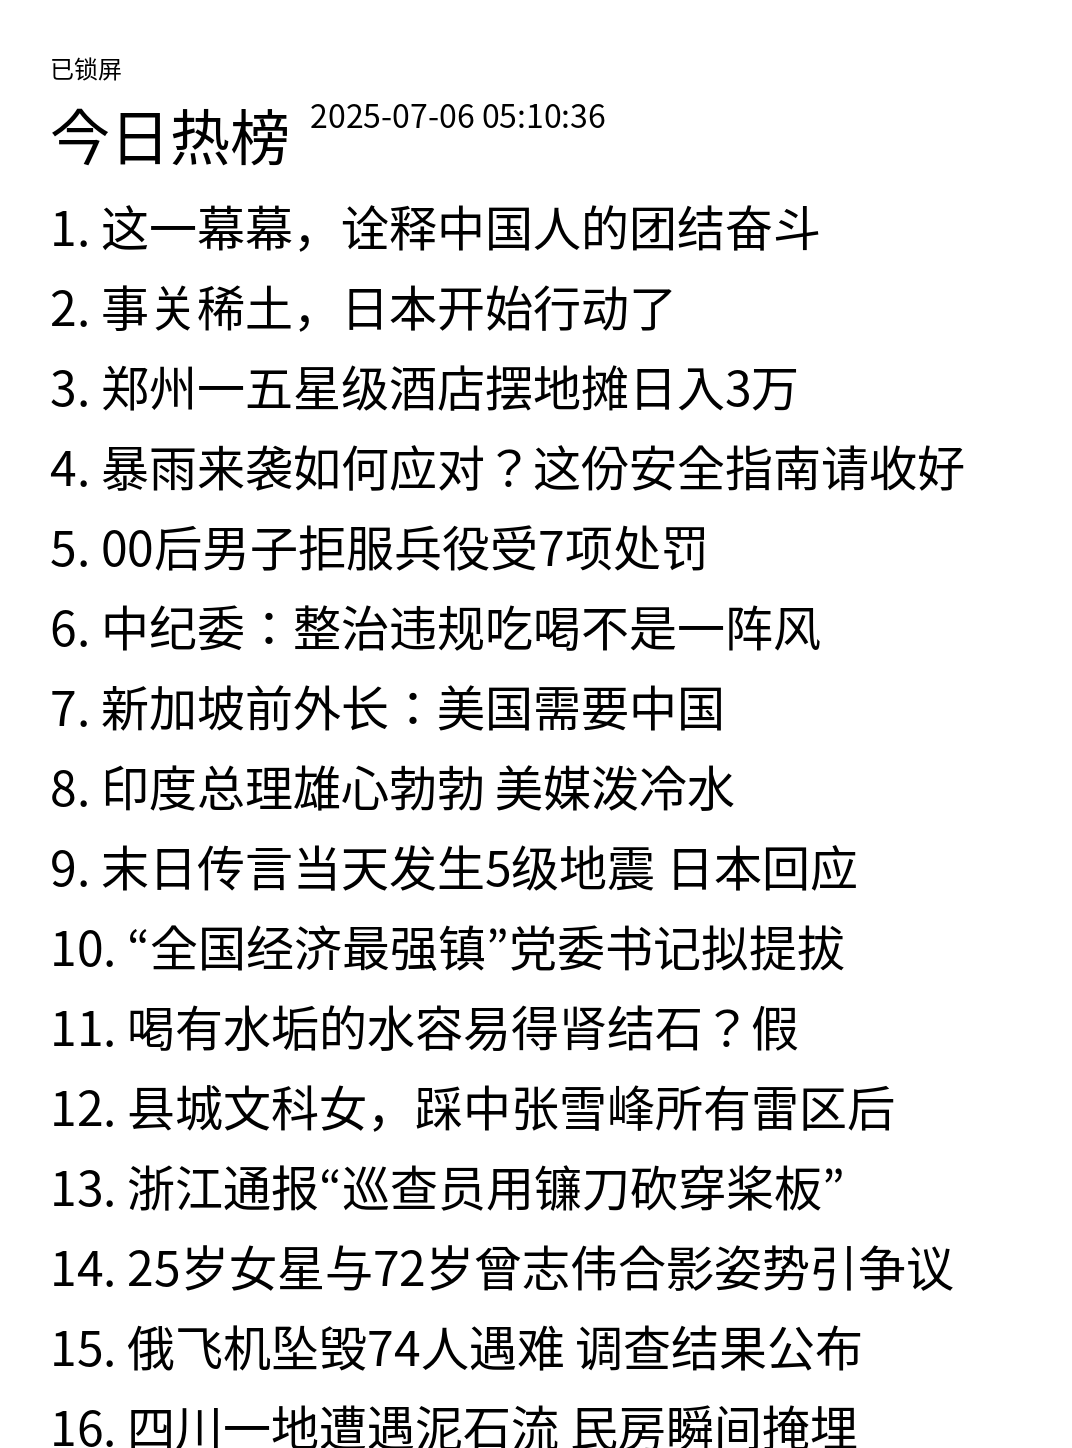 已锁屏
今日热榜 2025-07-06 05:10:36
1. 这一幕幕，诠释中国人的团结奋斗
2. 事关稀土，日本开始行动了
3. 郑州一五星级酒店摆地摊日入3万
4. 暴雨来袭如何应对？这份安全指南请收好
5. 00后男子拒服兵役受7项处罚
6. 中纪委：整治违规吃喝不是一阵风
7. 新加坡前外长：美国需要中国
8. 印度总理雄心勃勃 美媒泼冷水
9. 末日传言当天发生5级地震 日本回应
10. “全国经济最强镇”党委书记拟提拔
11. 喝有水垢的水容易得肾结石？假
12. 县城文科女，踩中张雪峰所有雷区后
13. 浙江通报“巡查员用镰刀砍穿桨板”
14. 25岁女星与72岁曾志伟合影姿势引争议
15. 俄飞机坠毁74人遇难 调查结果公布
16. 四川一地遭遇泥石流 民房瞬间掩埋